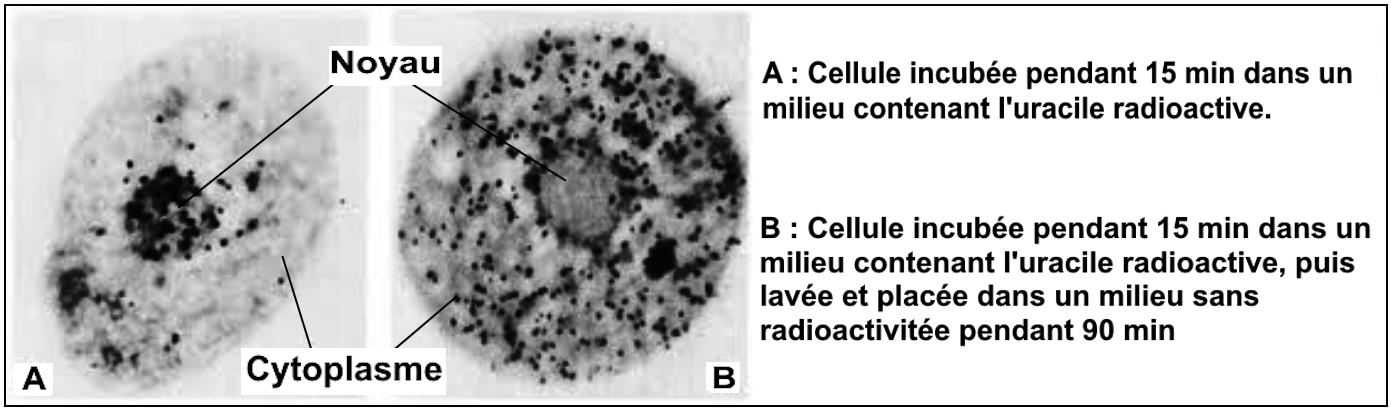 Noyau
Cytoplasme
A
B
A : Cellule incubée pendant 15 min dans un
milieu contenant l'uracile radioactive.
B : Cellule incubée pendant 15 min dans un
milieu contenant l'uracile radioactive, puis
lavée et placée dans un milieu sans
radioactivitée pendant 90 min